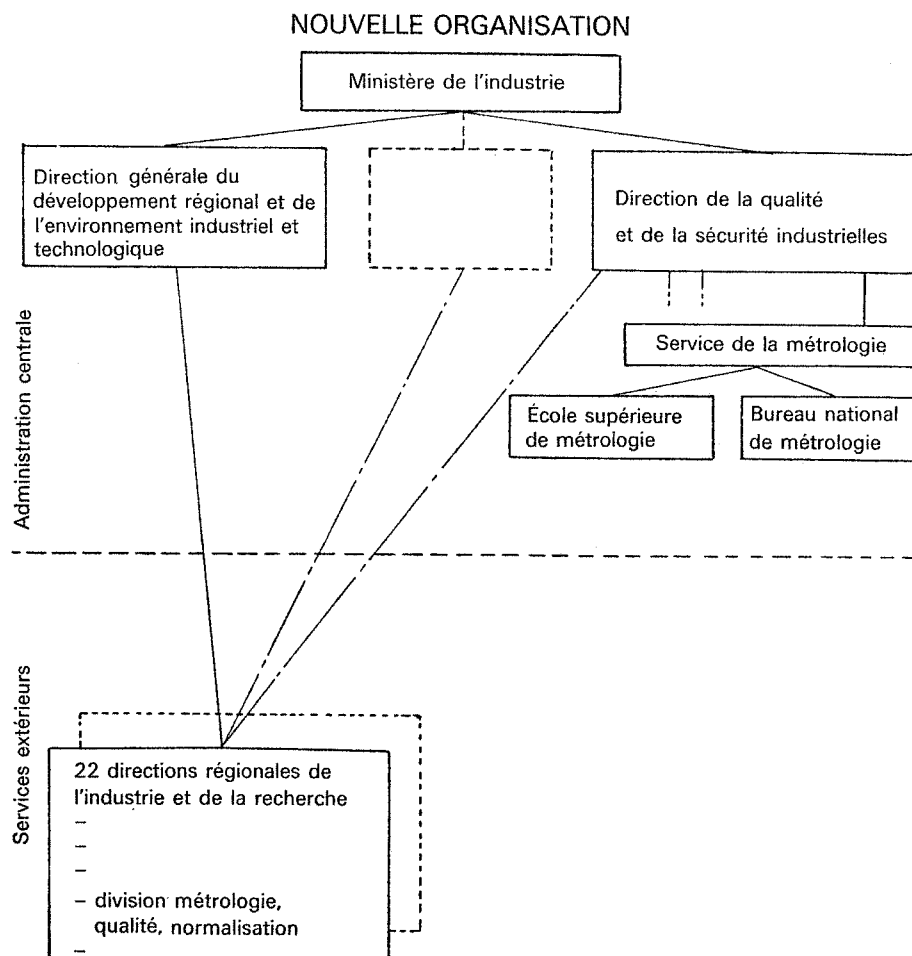 NOUVELLE ORGANISATION
Ministère de l'industrie
Direction générale du
développement régional et de
l'environnement industriel et
technologique
Direction de la qualité
et de la sécurité industrielles
Service de la métrologie
École supérieure
de métrologie
Bureau national
de métrologie
Administration centrale
Services extérieurs
22 directions régionales de
l'industrie et de la recherche
–
–
–
– division métrologie,
qualité, normalisation
–